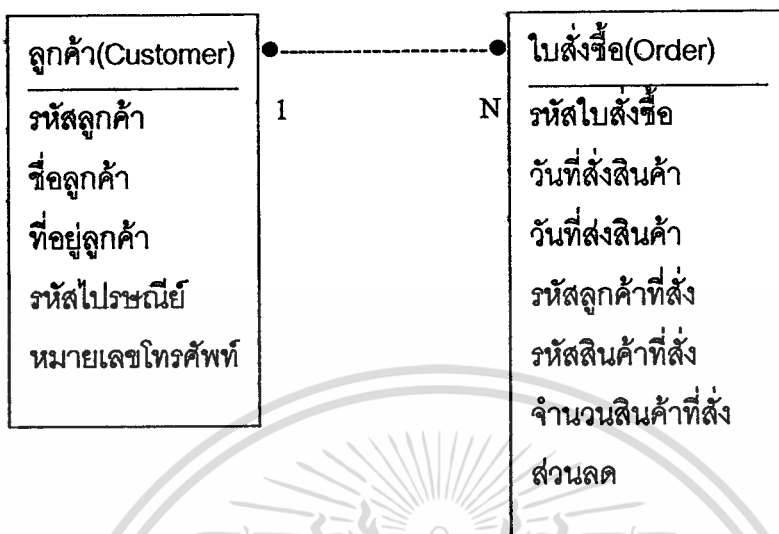 ลูกค้า(Customer)
รหัสลูกค้า
ชื่อลูกค้า
ที่อยู่ลูกค้า
รหัสไปรษณีย์
หมายเลขโทรศัพท์
1
N
ใบสั่งซื้อ(Order)
รหัสใบสั่งซื้อ
วันที่สั่งสินค้า
วันที่ส่งสินค้า
รหัสลูกค้าที่สั่ง
รหัสสินค้าที่สั่ง
จำนวนสินค้าที่สั่ง
ส่วนลด